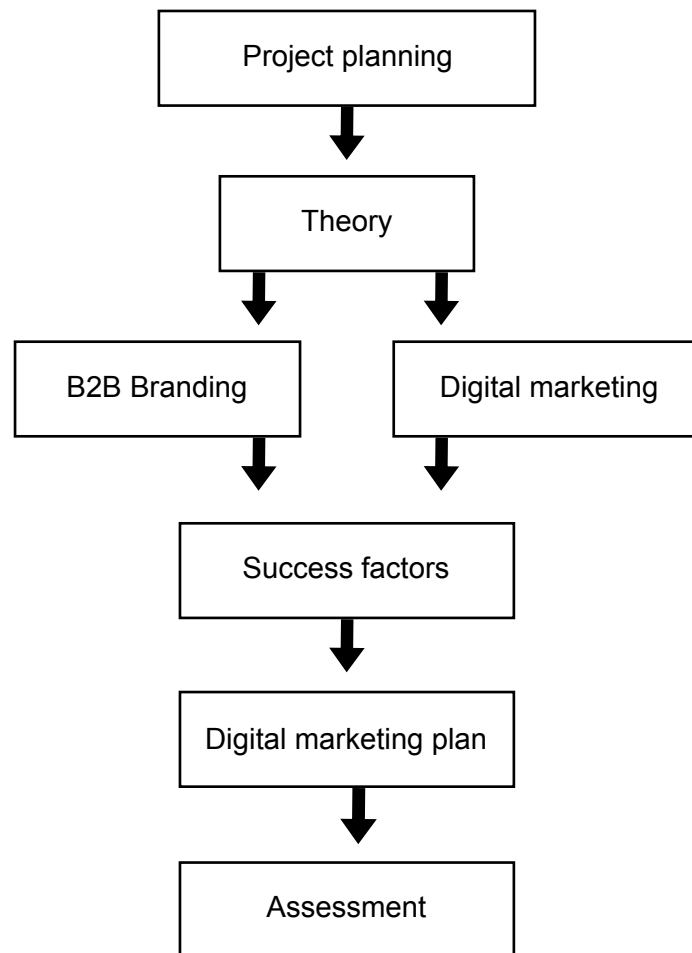 Project planning
Theory
B2B Branding
Digital marketing
Success factors
Digital marketing plan
Assessment